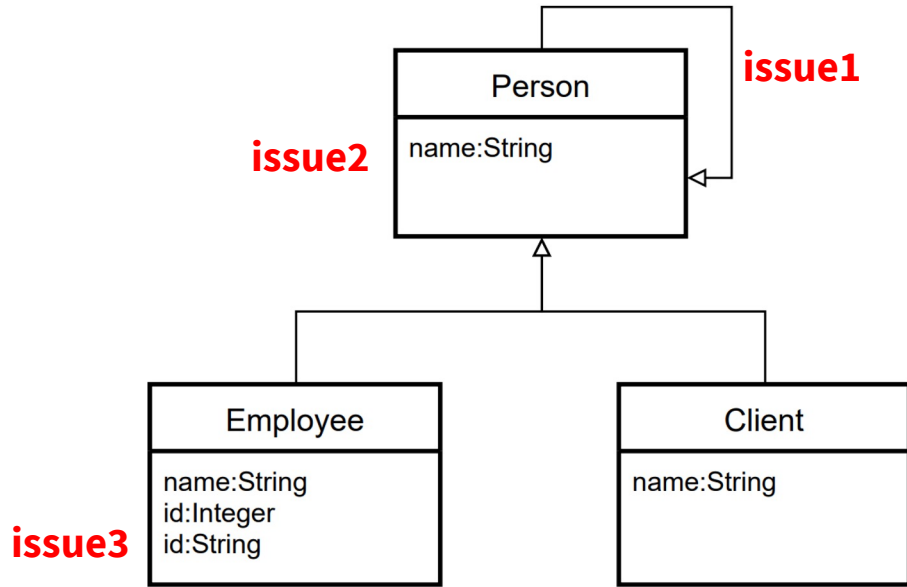 Person
issue1
issue2
name:String
Employee
Client
name:String
id:Integer
id:String
name:String
issue3